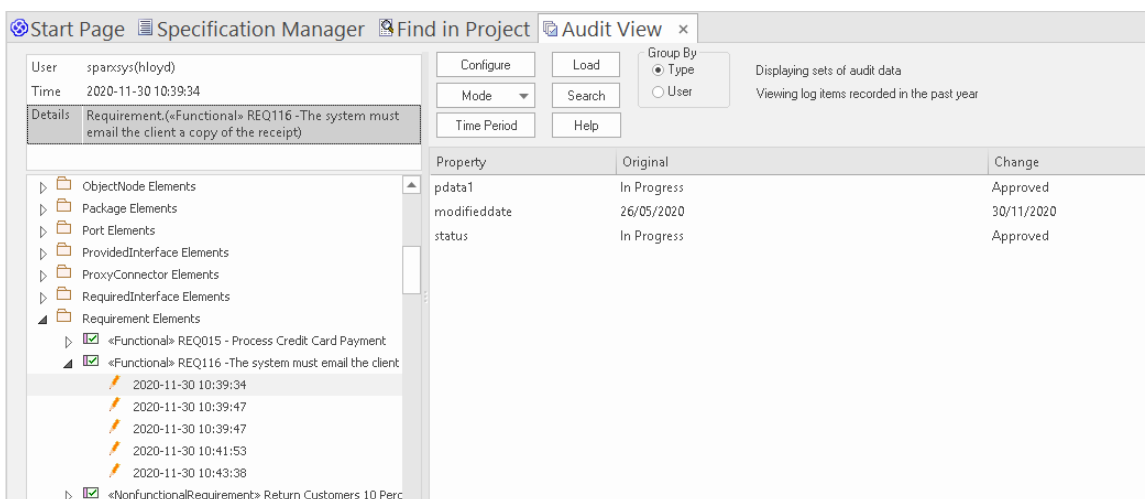 Start Page Specification Manager Find in Project Audit View ×
User sparxsys(hloyd)
Time 2020-11-30 10:39:34
Details Requirement.(«Functional» REQ116 -The system must
email the client a copy of the receipt)
Configure Load
Mode Search
Time Period Help
Group By
Type
User
Displaying sets of audit data
Viewing log items recorded in the past year
ObjectNode Elements
Package Elements
Port Elements
ProvidedInterface Elements
ProxyConnector Elements
RequiredInterface Elements
Requirement Elements
«Functional» REQ015 - Process Credit Card Payment
«Functional» REQ116 -The system must email the client
2020-11-30 10:39:34
2020-11-30 10:39:47
2020-11-30 10:39:47
2020-11-30 10:41:53
2020-11-30 10:43:38
«NonfunctionalRequirement» Return Customers 10 Perc
Property Original Change
pdata1 In Progress Approved
modifieddate 26/05/2020 30/11/2020
status In Progress Approved